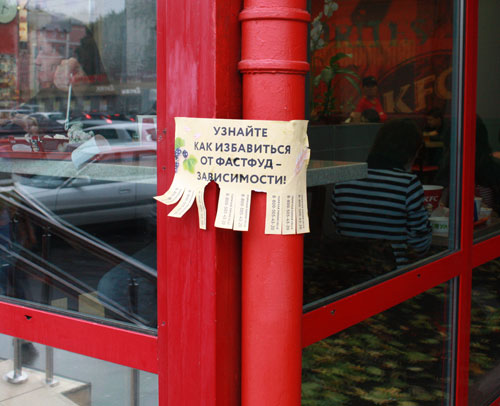 УЗНАЙТЕ
КАК ИЗБАВИТЬСЯ
ОТ ФАСТФУД –
ЗАВИСИМОСТИ!
KFC